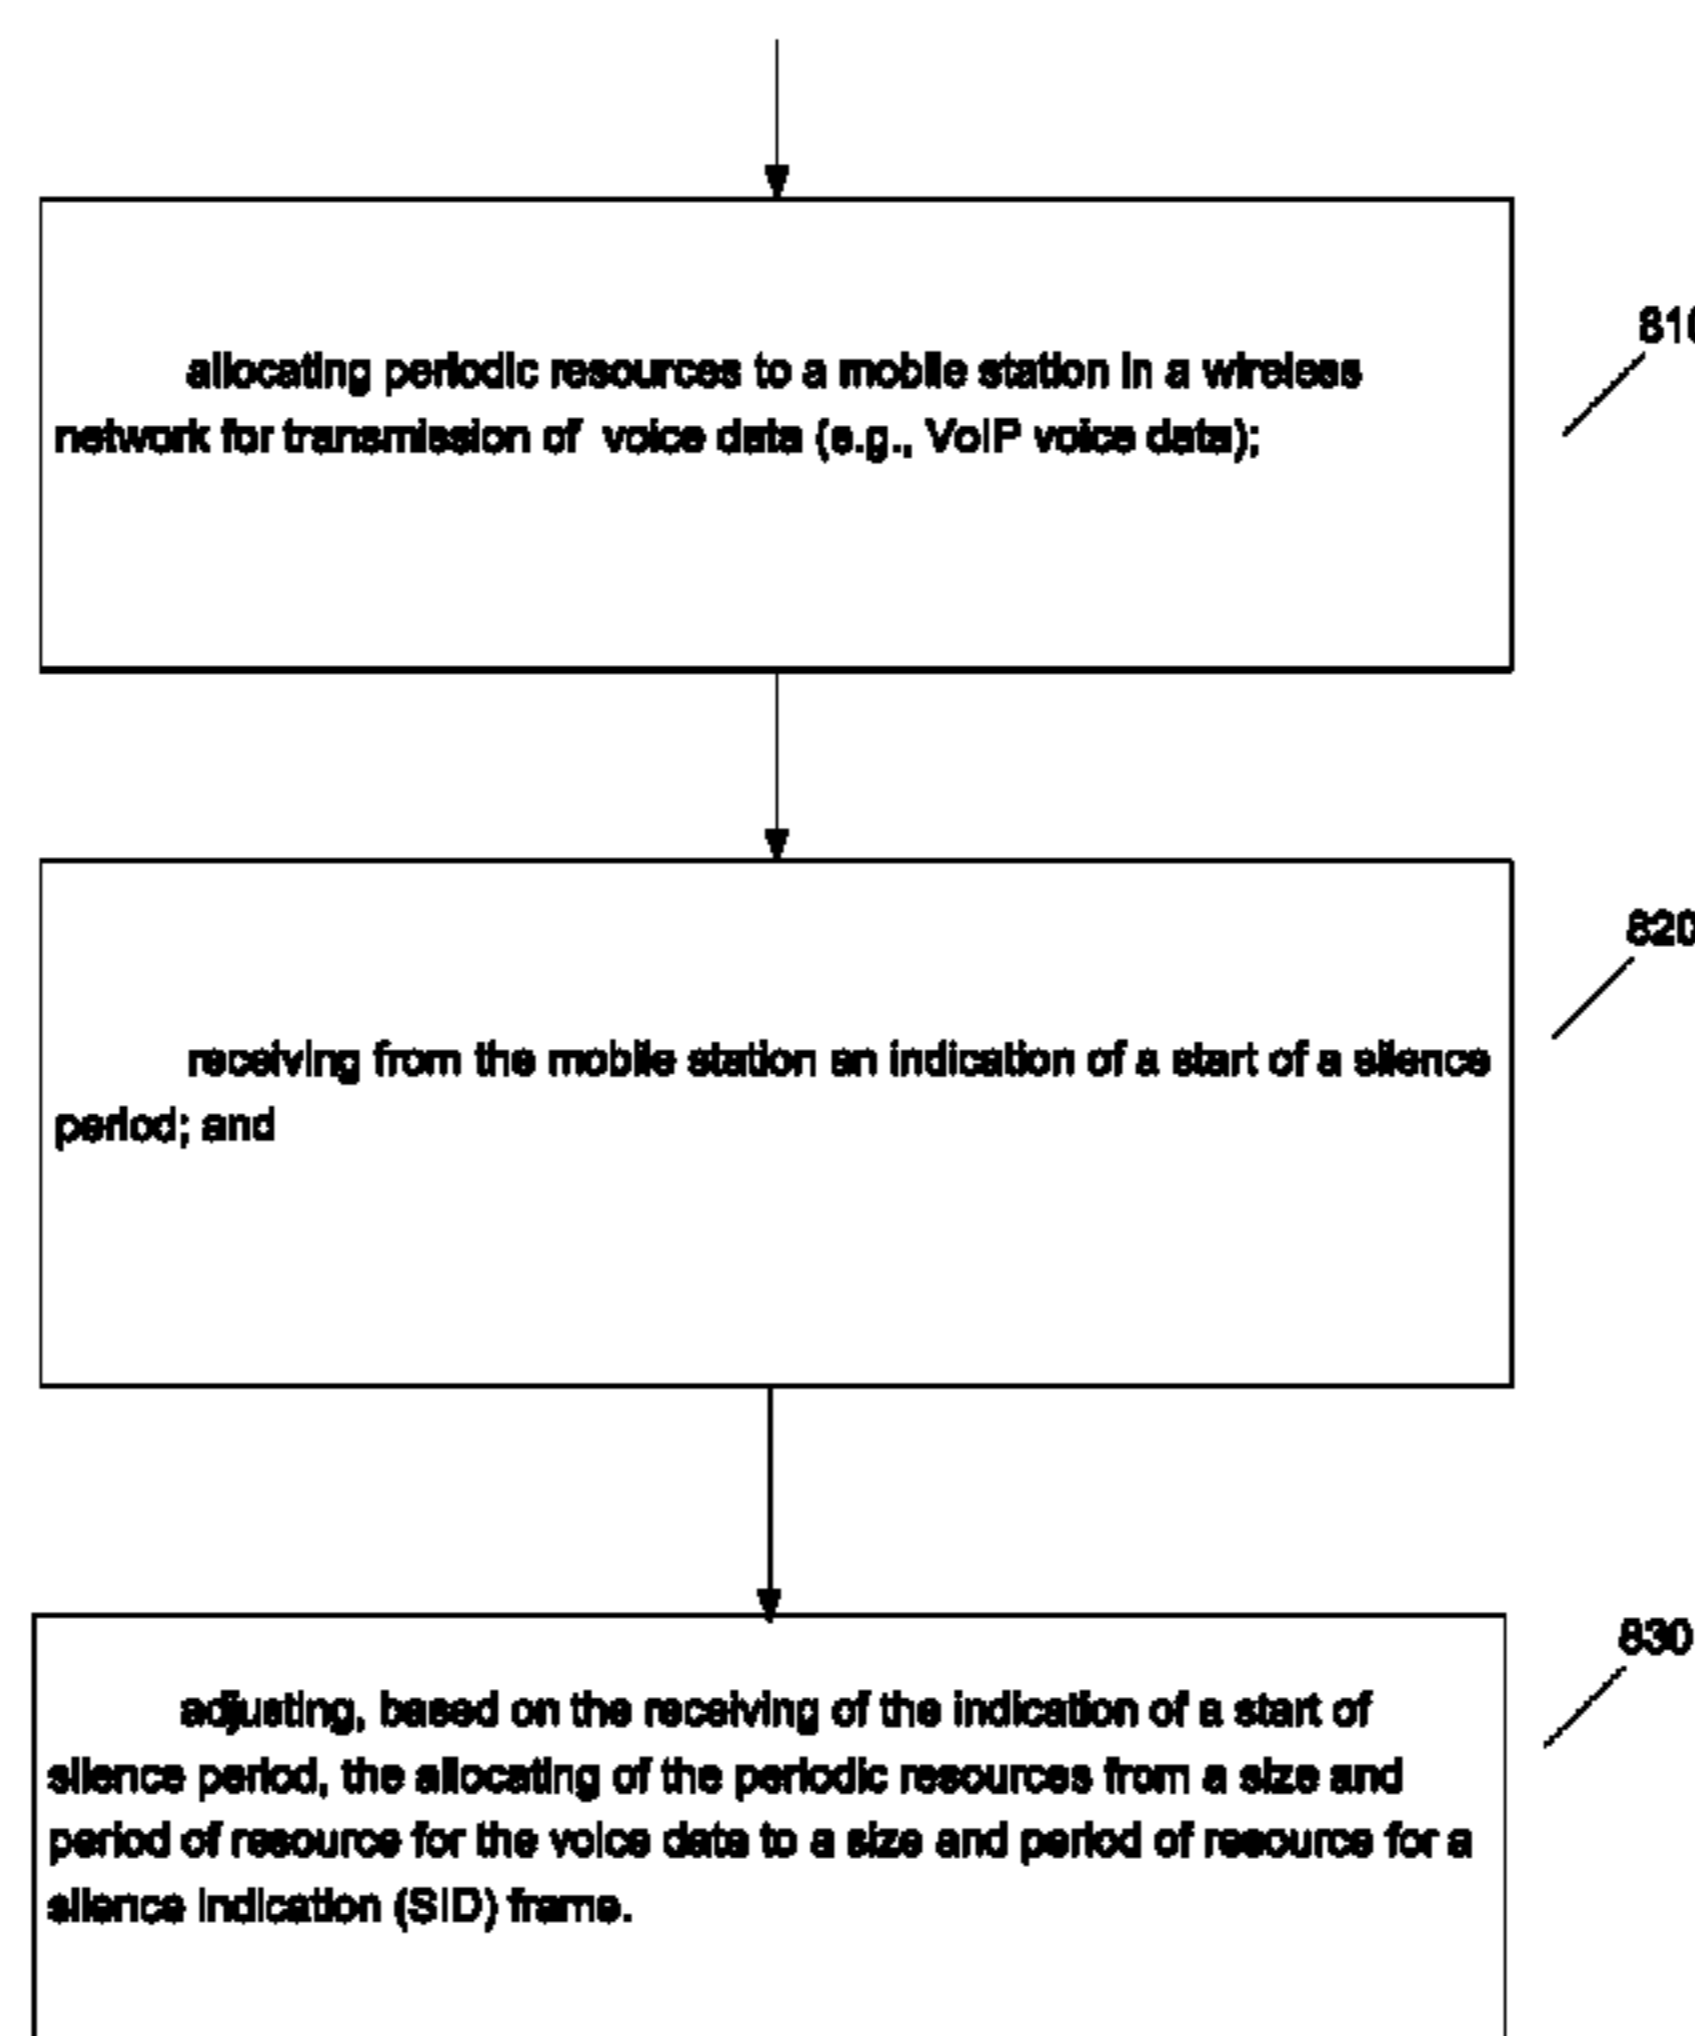 810
allocating periodic resources to a mobile station in a wireless
network for transmission of voice data (e.g., VoIP voice data);
820
receiving from the mobile station an indication of a start of a silence
period; and
830
adjusting, based on the receiving of the indication of a start of
silence period, the allocating of the periodic resources from a size and
period of resource for the voice data to a size and period of resource for a
silence indication (SID) frame.